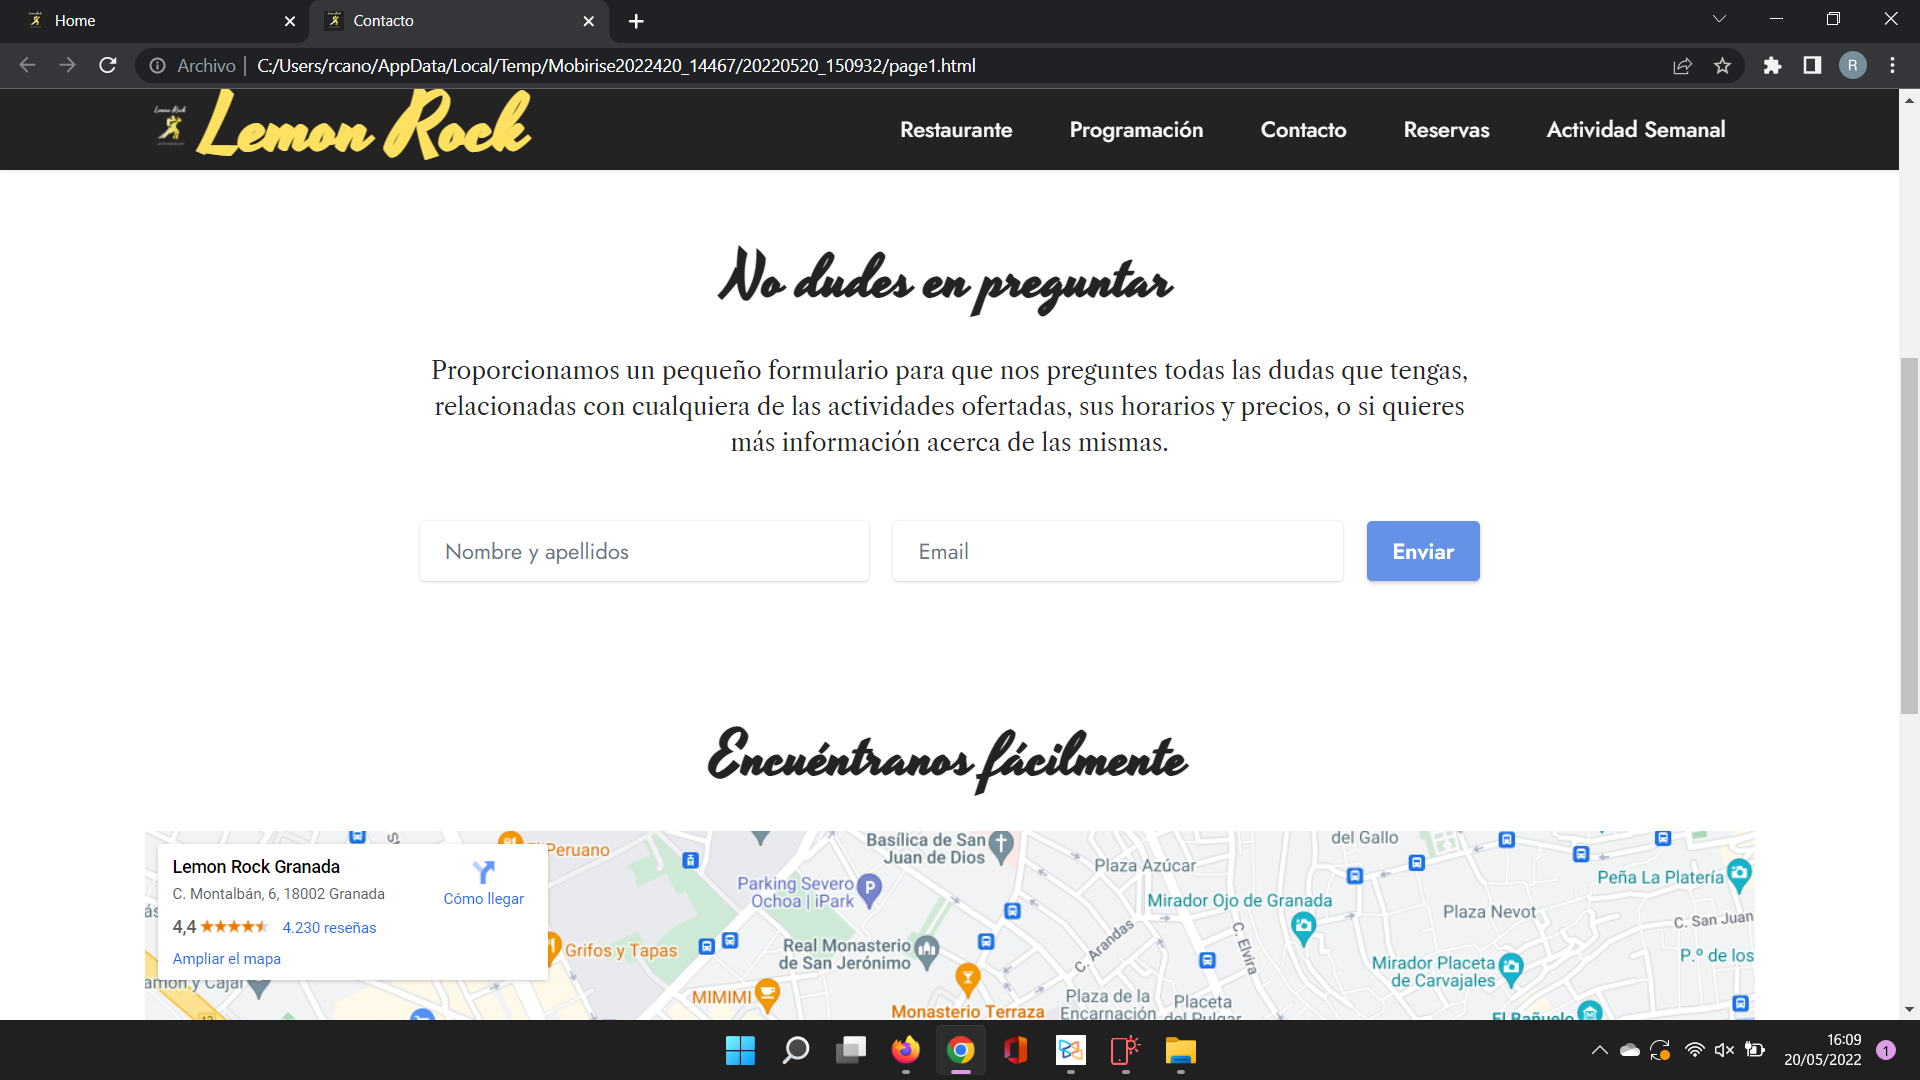 Home
Contacto
Archivo
C:/Users/rcano/AppData/Local/Temp/Mobirise2022420_14467/20220520_150932/page1.html
R
Lemon Rock
Restaurante
Programación
Contacto
Reservas
Actividad Semanal
No dudes en preguntar
Proporcionamos un pequeño formulario para que nos preguntes todas las dudas que tengas,
relacionadas con cualquiera de las actividades ofertadas, sus horarios y precios, o si quieres
más información acerca de las mismas.
Nombre y apellidos
Email
Enviar
Encuéntranos fácilmente
Lemon Rock Granada
C. Montalbán, 6, 18002 Granada
4,4
4.230 reseñas
Ampliar el mapa
Cómo llegar
El Peruano
Grifos y Tapas
MIMIMI
Parking Severo
Ochoa | iPark
P
Basílica de San
Juan de Dios
Real Monasterio
de San Jerónimo
Monasterio Terraza
Plaza Azúcar
Mirador Ojo de Granada
C. Arandas
C. Elvira
Plaza de la
Encarnación
Placeta
del Pulgar
del Gallo
Peña La Platería
Plaza Nevot
C. San Juan
Mirador Placeta
de Carvajales
P.º de los
El Bañuelo
amón y Cajal
16:09
20/05/2022
1